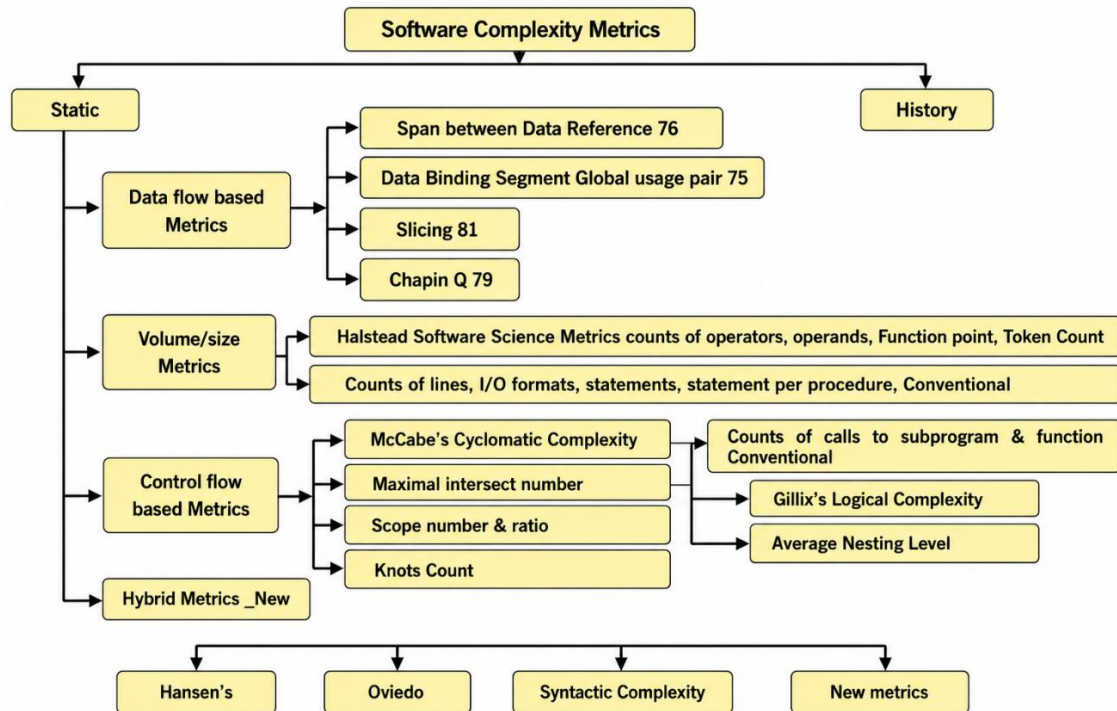 Software Complexity Metrics
Static
History
Span between Data Reference 76
Data Binding Segment Global usage pair 75
Data flow based
Metrics
Slicing 81
Chapin Q 79
Volume/size
Metrics
Halstead Software Science Metrics counts of operators, operands, Function point, Token Count
Counts of lines, I/O formats, statements, statement per procedure, Conventional
Control flow
based Metrics
McCabe's Cyclomatic Complexity
Maximal intersect number
Scope number & ratio
Knots Count
Counts of calls to subprogram & function
Conventional
Gillix's Logical Complexity
Average Nesting Level
Hybrid Metrics _New
Hansen's
Oviedo
Syntactic Complexity
New metrics